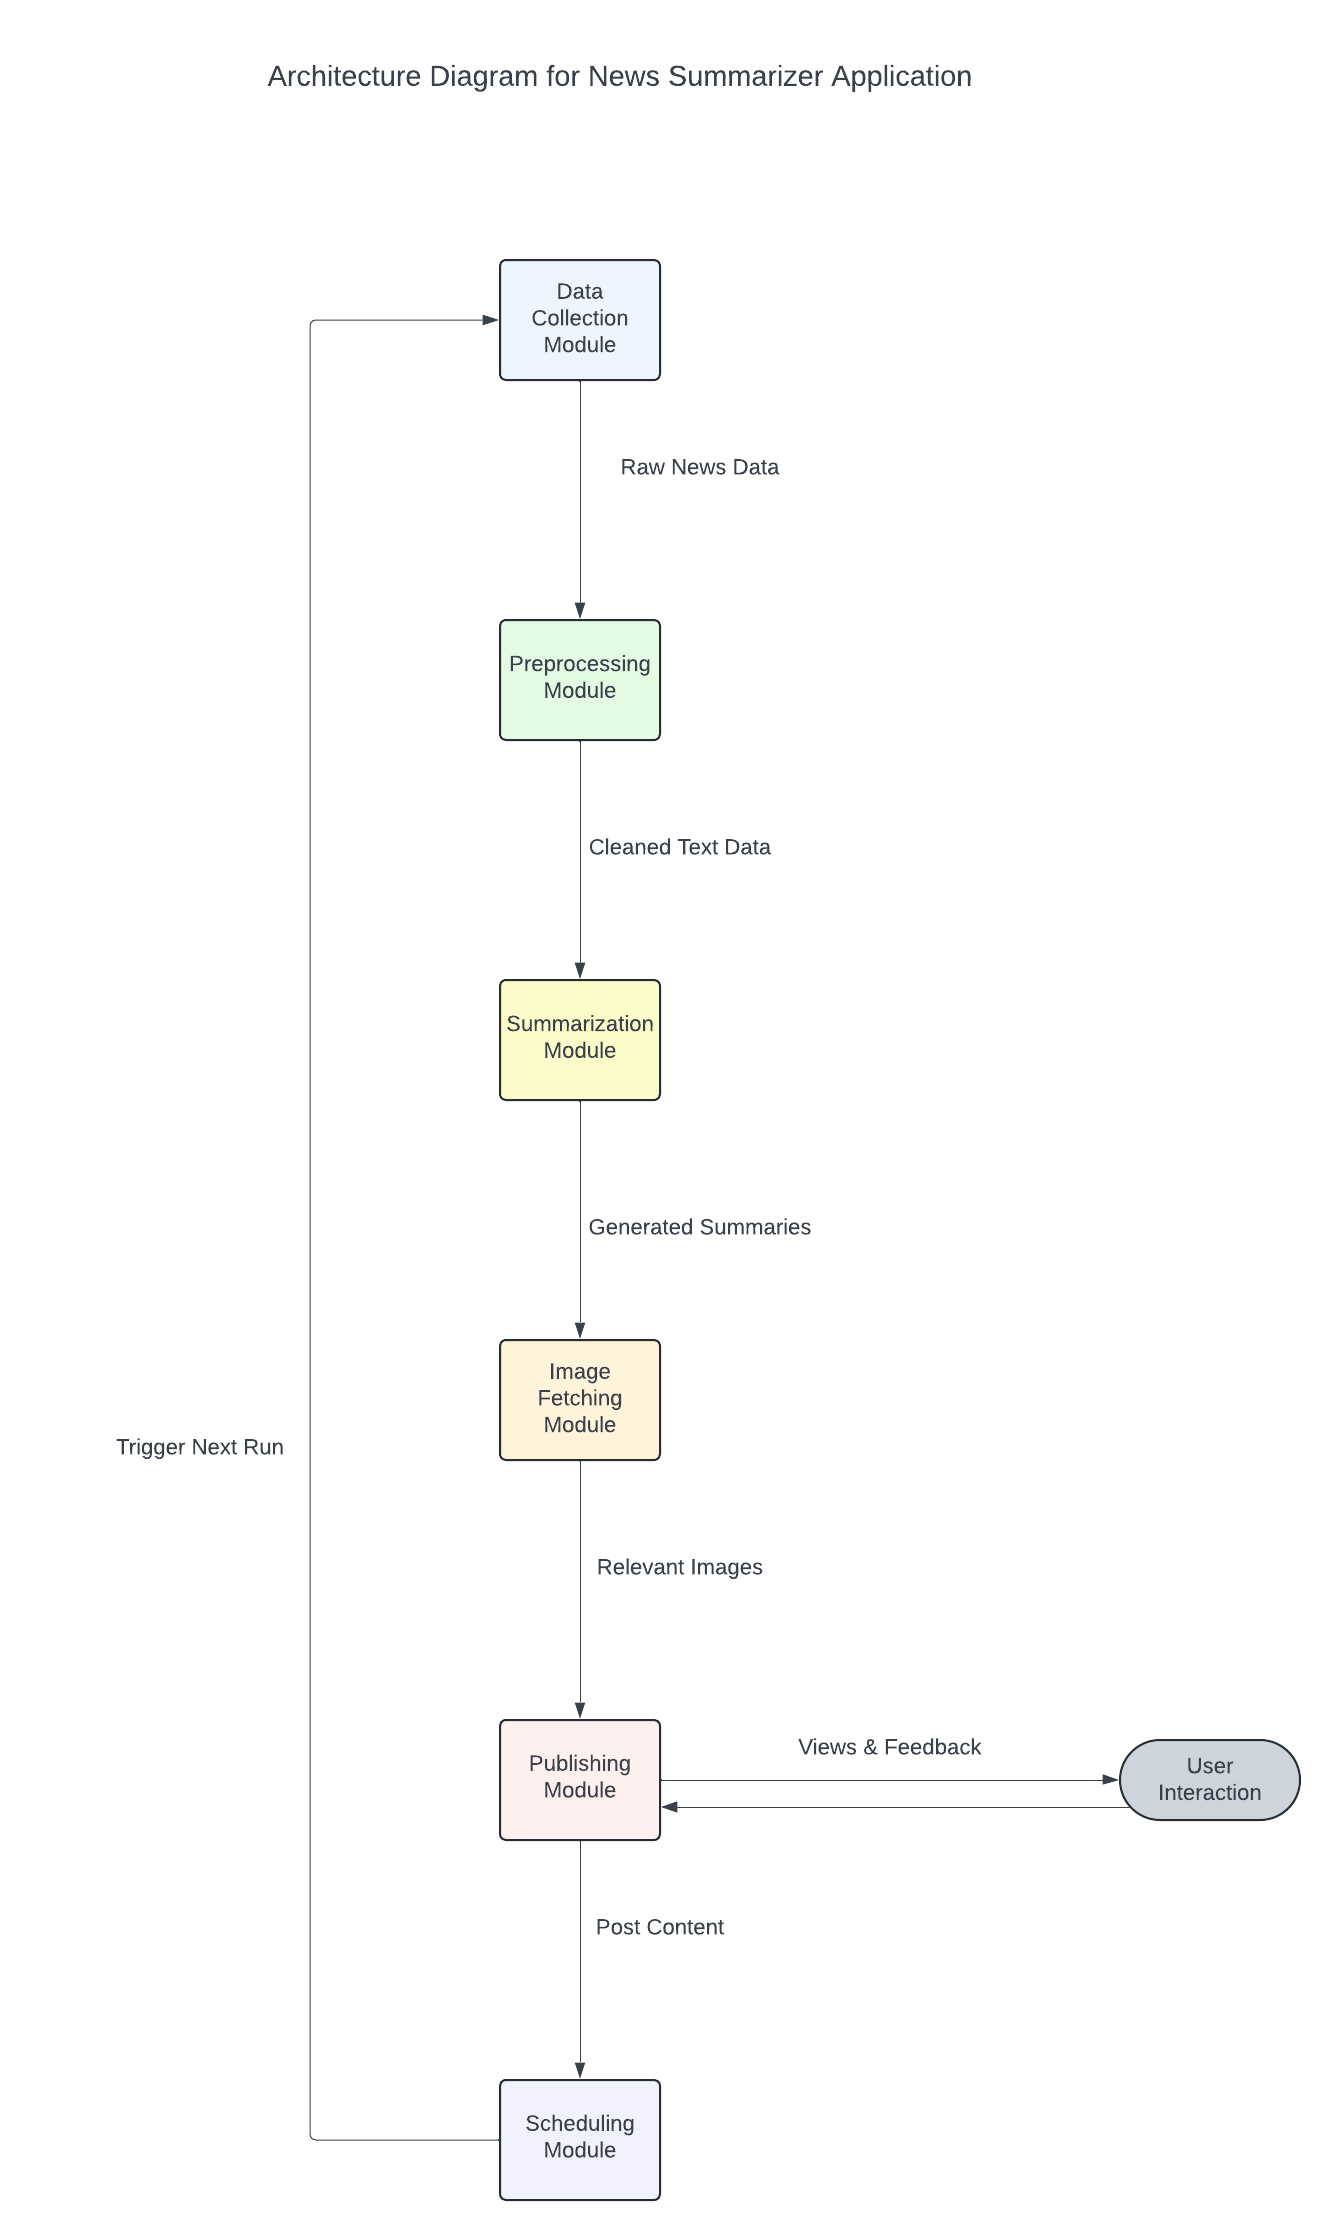 Architecture Diagram for News Summarizer Application
Data
Collection
Module
Raw News Data
Preprocessing
Module
Cleaned Text Data
Summarization
Module
Generated Summaries
Image
Fetching
Module
Trigger Next Run
Relevant Images
Publishing
Module
Views & Feedback
User
Interaction
Post Content
Scheduling
Module